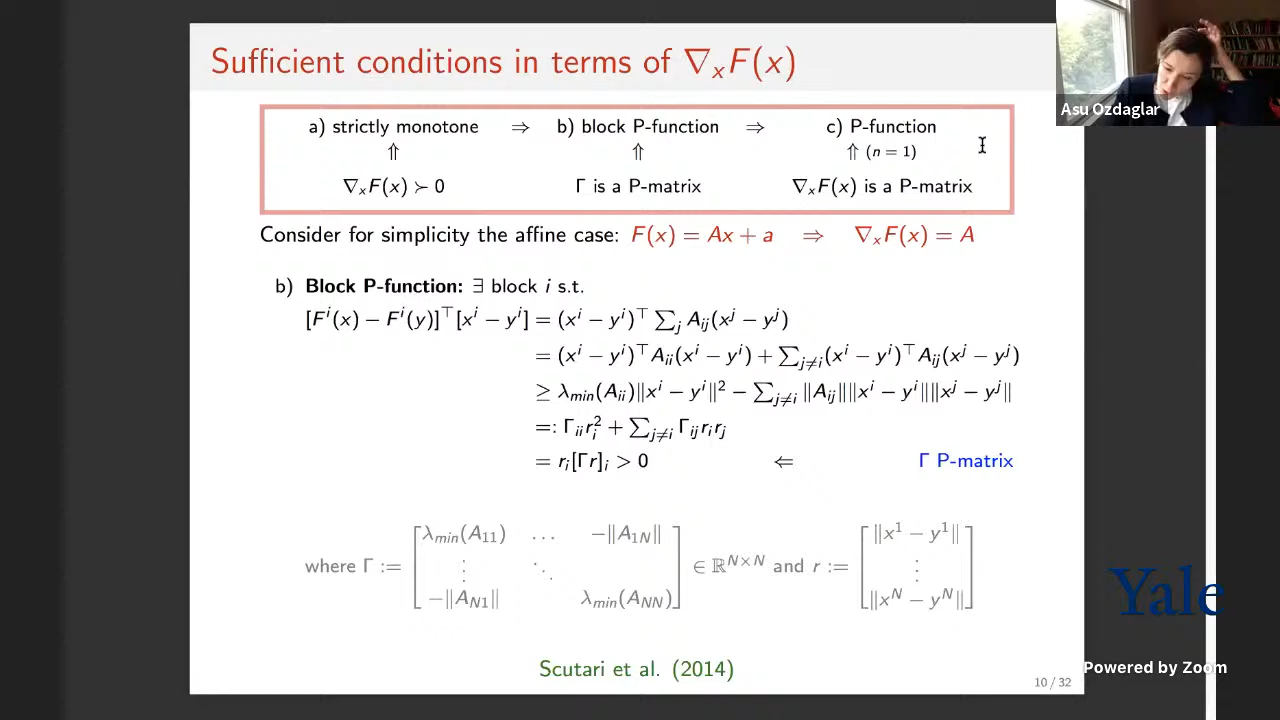 Sufficient conditions in terms of ∇ₓF(x)
a) strictly monotone ⇒ b) block P-function ⇒ c) P-function
⇑ ⇑ ⇑ (n = 1)
∇ₓF(x) ≻ 0 Γ is a P-matrix ∇ₓF(x) is a P-matrix
Consider for simplicity the affine case: F(x) = Ax + a ⇒ ∇ₓF(x) = A
b) Block P-function: ∃ block i s.t.
[Fⁱ(x) − Fⁱ(y)]⊤[xⁱ − yⁱ] = (xⁱ − yⁱ)⊤ ∑ⱼ Aᵢⱼ(xʲ − yʲ)
= (xⁱ − yⁱ)⊤Aᵢᵢ(xⁱ − yⁱ) + ∑ⱼ≠ᵢ(xⁱ − yⁱ)⊤Aᵢⱼ(xʲ − yʲ)
≥ λmin(Aᵢᵢ)‖xⁱ − yⁱ‖² − ∑ⱼ≠ᵢ ‖Aᵢⱼ‖‖xⁱ − yⁱ‖‖xʲ − yʲ‖
=: Γᵢᵢrᵢ² + ∑ⱼ≠ᵢ Γᵢⱼrᵢrⱼ
= rᵢ[Γr]ᵢ > 0 ⇐ Γ P-matrix
where Γ := [λmin(A₁₁) … −‖A₁N‖ ⋮ ⋱ −‖AN₁‖ λmin(ANN)] ∈ ℝᴺˣᴺ and r := [‖x¹ − y¹‖ ⋮ ‖xᴺ − yᴺ‖]
Scutari et al. (2014)
10 / 32
Asu Ozdaglar
Yale
Powered by Zoom